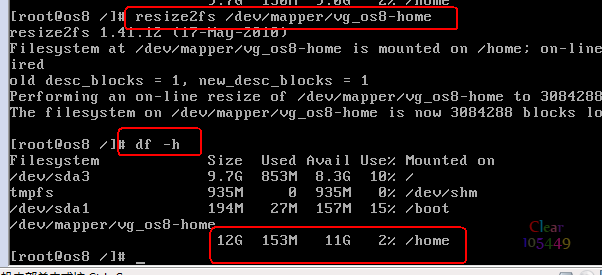 [root@os8 /]# resize2fs /dev/mapper/vg_os8-home
resize2fs 1.41.12 (17-May-2010)
Filesystem at /dev/mapper/vg_os8-home is mounted on /home; on-line
ired
old desc_blocks = 1, new_desc_blocks = 1
Performing an on-line resize of /dev/mapper/vg_os8-home to 3084288
The filesystem on /dev/mapper/vg_os8-home is now 3084288 blocks lo
[root@os8 /]# df -h
Filesystem Size Used Avail Use% Mounted on
/dev/sda3 9.7G 853M 8.3G 10% /
tmpfs 935M 0 935M 0% /dev/shm
/dev/sda1 194M 27M 157M 15% /boot
/dev/mapper/vg_os8-home
12G 153M 11G 2% /home
[root@os8 /]# _
Clear
105449